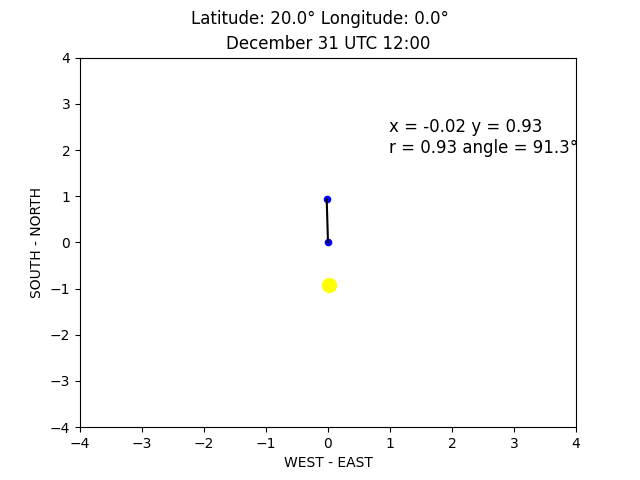 Latitude: 20.0° Longitude: 0.0°
December 31 UTC 12:00
x = -0.02 y = 0.93
r = 0.93 angle = 91.3°
SOUTH - NORTH
4
3
2
1
0
−1
−2
−3
−4
−4 −3 −2 −1 0 1 2 3 4
WEST - EAST